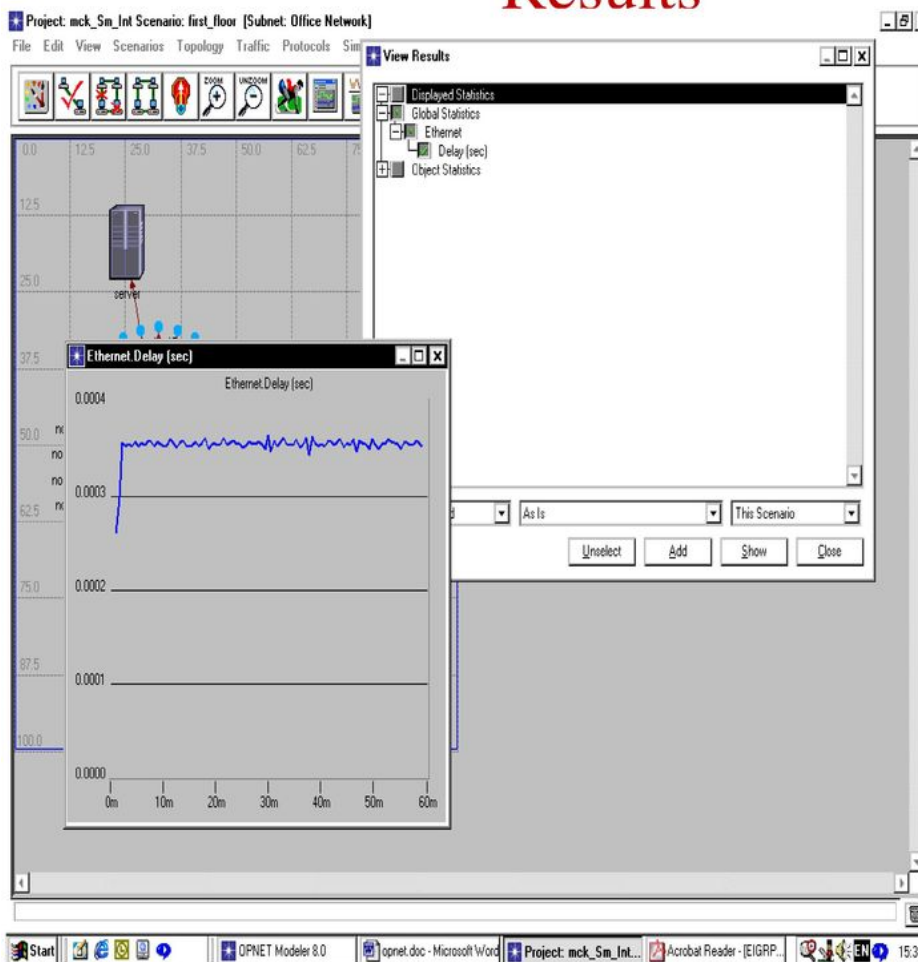 Results
Project: mck_Sm_Int Scenario: first_floor [Subnet: Office Network]
File Edit View Scenarios Topology Traffic Protocols Sim
ZOOM UNZOOM
View Results
Displayed Statistics
Global Statistics
Ethernet
Delay (sec)
Object Statistics
0.0 12.5 25.0 37.5 50.0 62.5
12.5
25.0
37.5
50.0
62.5
75.0
87.5
100.0
server
Ethernet.Delay (sec)
Ethernet.Delay (sec)
0.0004
0.0003
0.0002
0.0001
0.0000
0m 10m 20m 30m 40m 50m 60m
As Is This Scenario
Unselect Add Show Close
Start OPNET Modeler 8.0 opnet.doc - Microsoft Word Project: mck_Sm_Int... Acrobat Reader - [EIGRP... EN 15:3